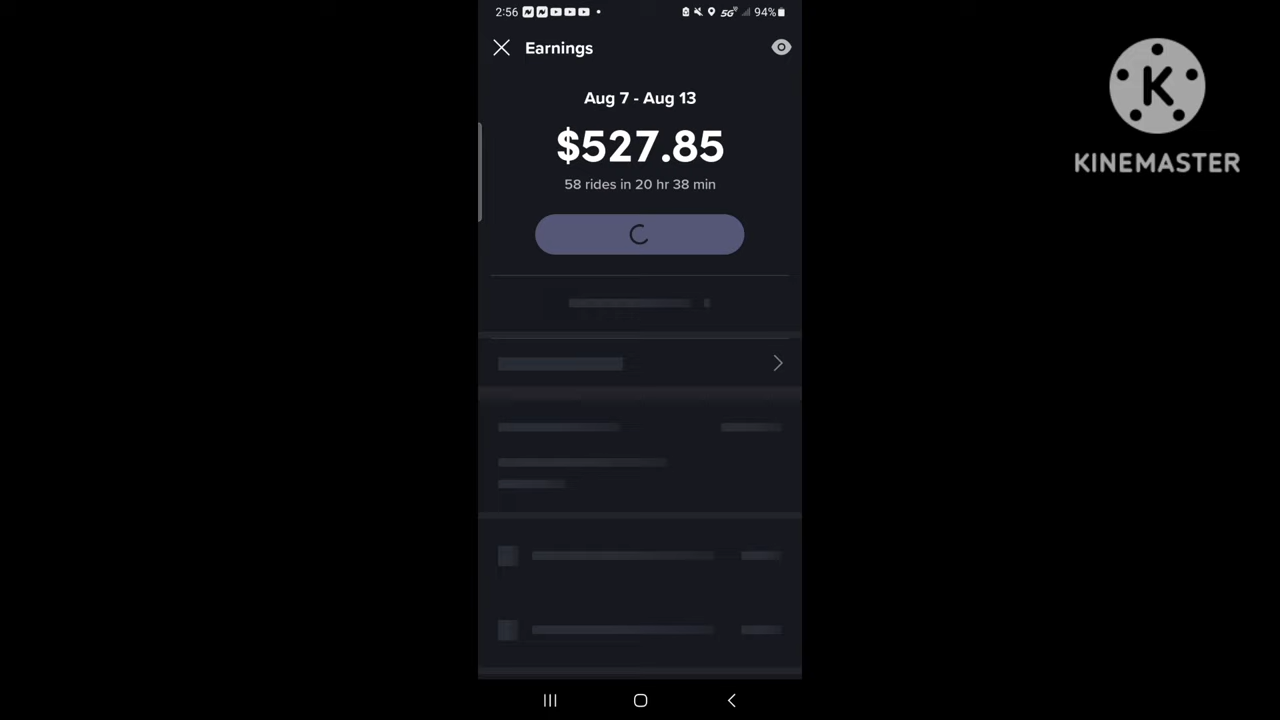 2:56 5G 94%
Earnings
Aug 7 - Aug 13
$527.85
58 rides in 20 hr 38 min
K
KINEMASTER